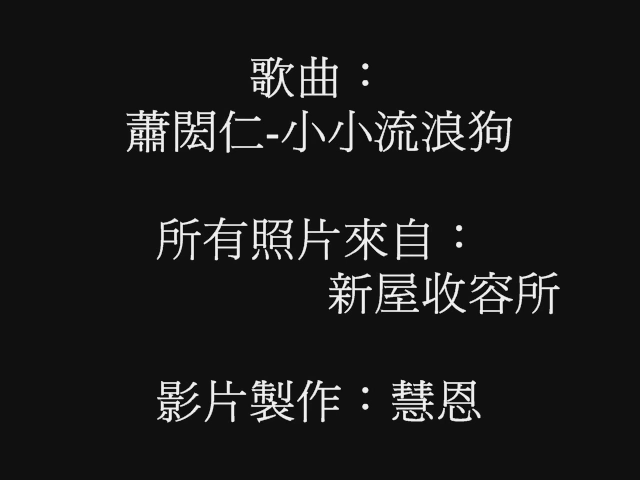 歌曲：
蕭閎仁-小小流浪狗
所有照片來自：
新屋收容所
影片製作：慧恩